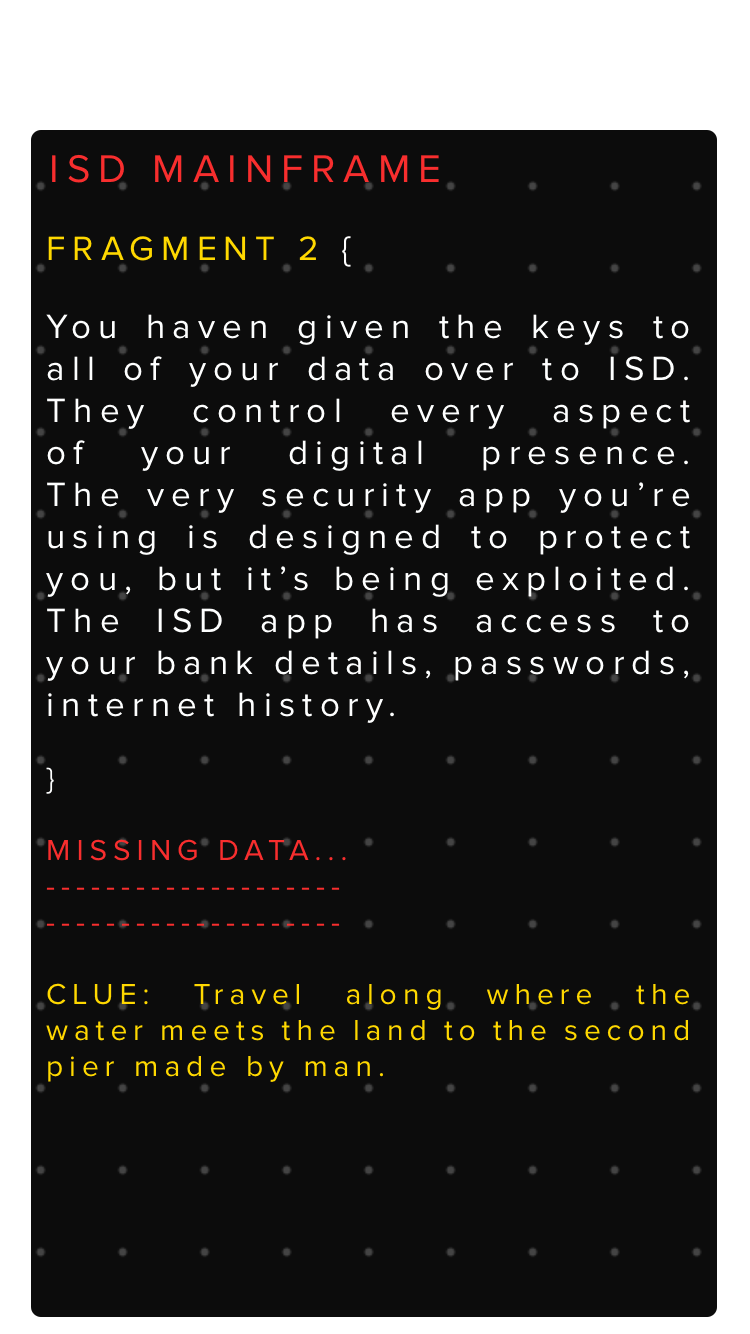 ISD MAINFRAME
FRAGMENT 2 {
You haven given the keys to
all of your data over to ISD.
They control every aspect
of your digital presence.
The very security app you’re
using is designed to protect
you, but it’s being exploited.
The ISD app has access to
your bank details, passwords,
internet history.
}
MISSING DATA...
--------------------
--------------------
CLUE: Travel along where the
water meets the land to the second
pier made by man.